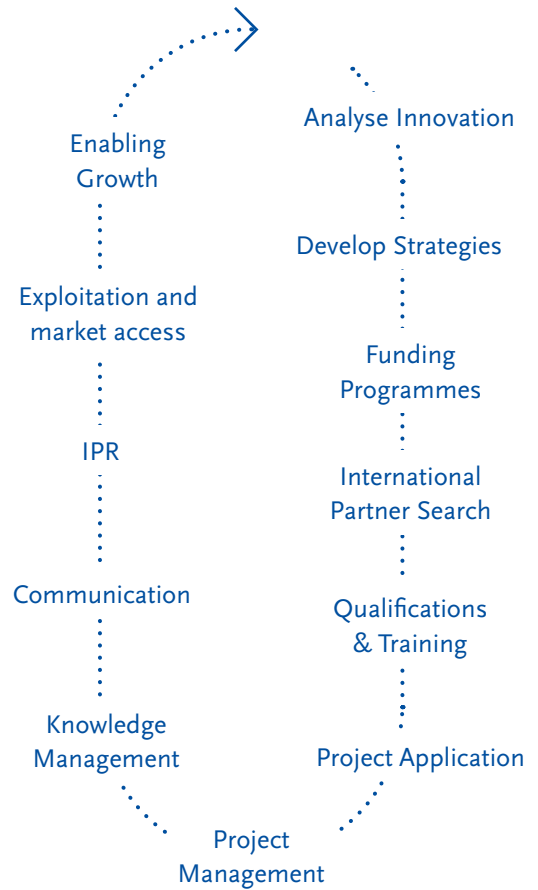 Analyse Innovation
Develop Strategies
Funding
Programmes
International
Partner Search
Qualifications
& Training
Project Application
Project
Management
Knowledge
Management
Communication
IPR
Exploitation and
market access
Enabling
Growth